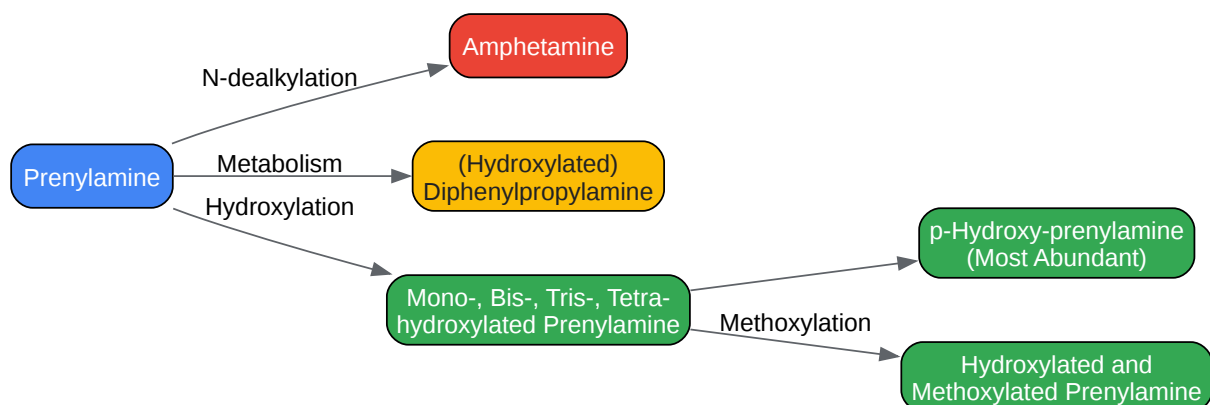 Amphetamine
N-dealkylation
Prenylamine
Metabolism
(Hydroxylated)
Diphenylpropylamine
Hydroxylation
p-Hydroxy-prenylamine
(Most Abundant)
Mono-, Bis-, Tris-, Tetra-
hydroxylated Prenylamine
Methoxylation
Hydroxylated and
Methoxylated Prenylamine